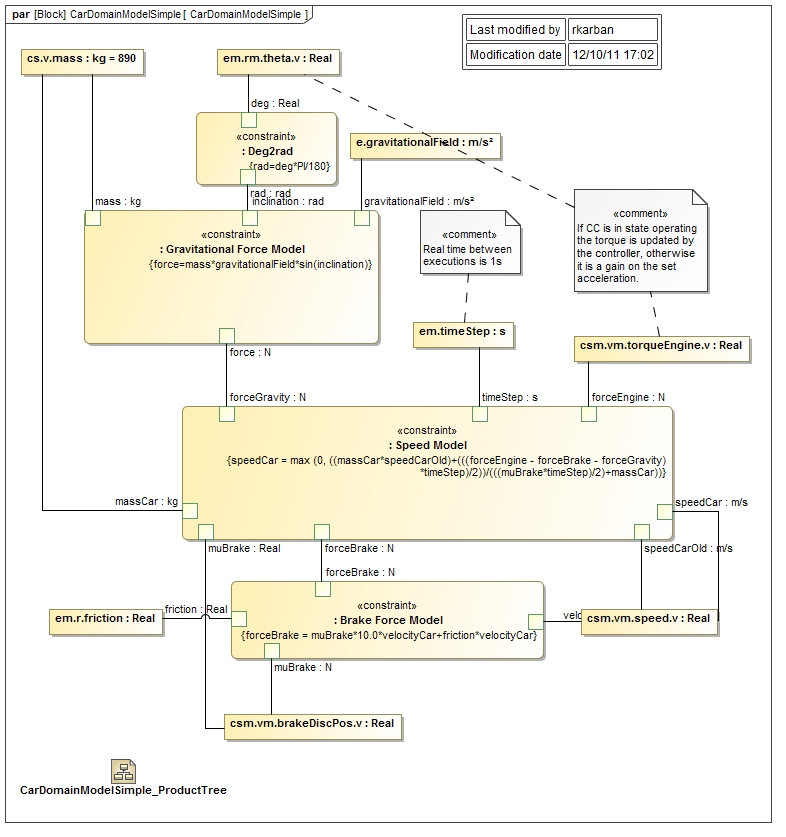 par [Block] CarDomainModelSimple [ CarDomainModelSimple ]
Last modified by rkarban
Modification date 12/10/11 17:02
cs.v.mass : kg = 890
em.rm.theta.v : Real
deg : Real
«constraint»
: Deg2rad
{rad=deg*PI/180}
e.gravitationalField : m/s²
rad : rad
mass : kg
inclination : rad
gravitationalField : m/s²
«constraint»
: Gravitational Force Model
{force=mass*gravitationalField*sin(inclination)}
«comment»
Real time between
executions is 1s
«comment»
If CC is in state operating
the torque is updated by
the controller, otherwise
it is a gain on the set
acceleration.
em.timeStep : s
csm.vm.torqueEngine.v : Real
force : N
forceGravity : N
timeStep : s
forceEngine : N
«constraint»
: Speed Model
{speedCar = max (0, ((massCar*speedCarOld)+(((forceEngine - forceBrake - forceGravity)
*timeStep)/2))/(((muBrake*timeStep)/2)+massCar))}
massCar : kg
speedCar : m/s
muBrake : Real
forceBrake : N
speedCarOld : m/s
forceBrake : N
«constraint»
: Brake Force Model
{forceBrake = muBrake*10.0*velocityCar+friction*velocityCar}
friction : Real
em.r.friction : Real
csm.vm.speed.v : Real
muBrake : N
csm.vm.brakeDiscPos.v : Real
CarDomainModelSimple_ProductTree